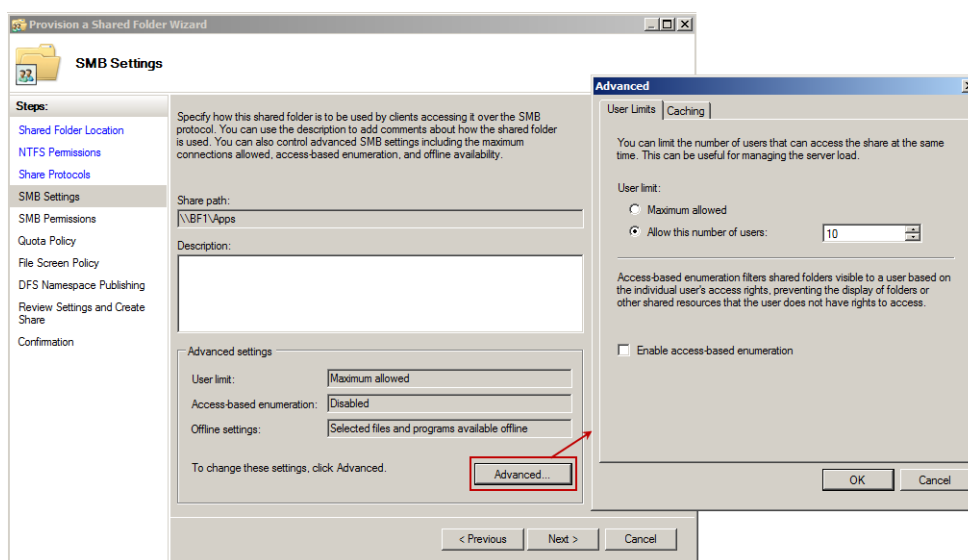 Provision a Shared Folder Wizard
SMB Settings
Steps:
Shared Folder Location
NTFS Permissions
Share Protocols
SMB Settings
SMB Permissions
Quota Policy
File Screen Policy
DFS Namespace Publishing
Review Settings and Create
Share
Confirmation
Specify how this shared folder is to be used by clients accessing it over the SMB
protocol. You can use the description to add comments about how the shared folder
is used. You can also control advanced SMB settings including the maximum
connections allowed, access-based enumeration, and offline availability.
Share path:
\\BF1\Apps
Description:
Advanced settings
User limit:
Maximum allowed
Access-based enumeration:
Disabled
Offline settings:
Selected files and programs available offline
To change these settings, click Advanced.
Advanced...
< Previous
Next >
Cancel
Advanced
User Limits
Caching
You can limit the number of users that can access the share at the same
time. This can be useful for managing the server load.
User limit:
Maximum allowed
Allow this number of users:
10
Access-based enumeration filters shared folders visible to a user based on
the individual user's access rights, preventing the display of folders or
other shared resources that the user does not have rights to access.
Enable access-based enumeration
OK
Cancel